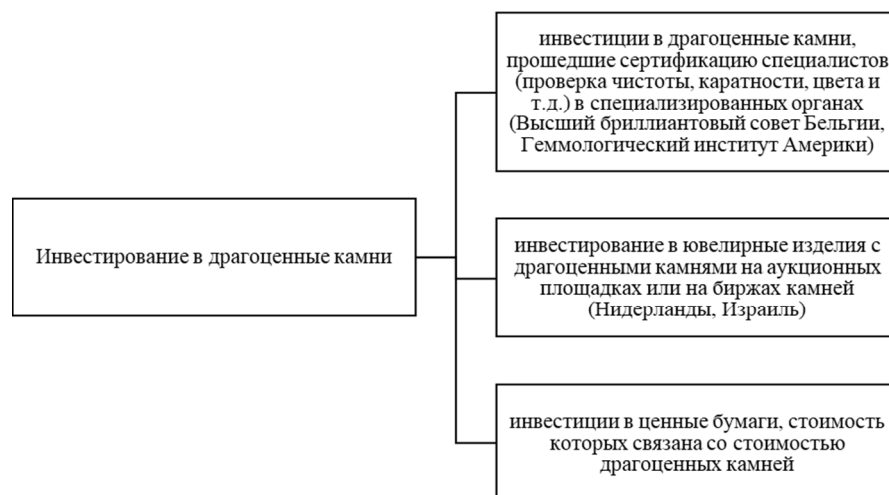 Инвестирование в драгоценные камни
инвестиции в драгоценные камни,
прошедшие сертификацию специалистов
(проверка чистоты, каратности, цвета и
т.д.) в специализированных органах
(Высший бриллиантовый совет Бельгии,
Геммологический институт Америки)
инвестирование в ювелирные изделия с
драгоценными камнями на аукционных
площадках или на биржах камней
(Нидерланды, Израиль)
инвестиции в ценные бумаги, стоимость
которых связана со стоимостью
драгоценных камней